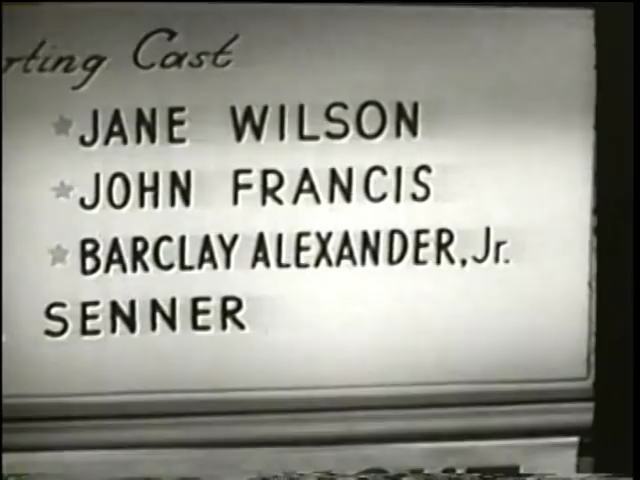 rting Cast
JANE WILSON
JOHN FRANCIS
BARCLAY ALEXANDER, Jr.
SENNER